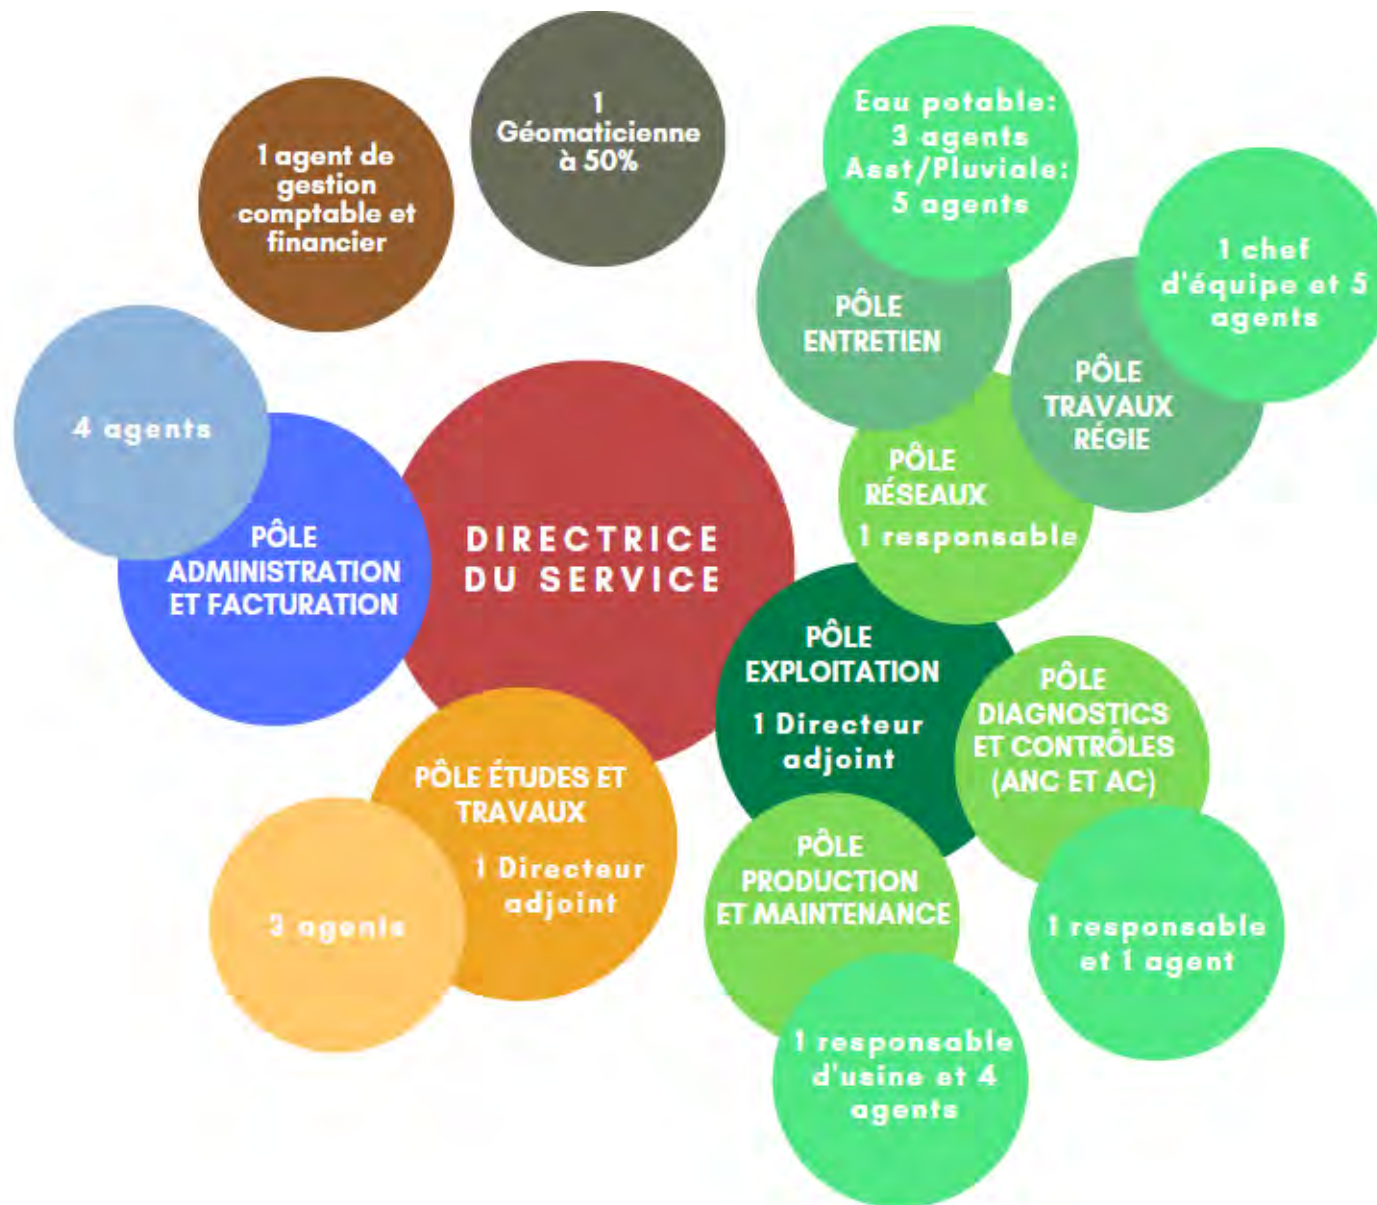 1
Géomaticienne
à 50%
1 agent de
gestion
comptable et
financier
Eau potable:
3 agents
Asst/Pluviale:
5 agents
1 chef
d'équipe et 5
agents
PÔLE
ENTRETIEN
PÔLE
TRAVAUX
RÉGIE
4 agents
PÔLE
RÉSEAUX
1 responsable
PÔLE
ADMINISTRATION
ET FACTURATION
DIRECTRICE
DU SERVICE
PÔLE
EXPLOITATION
1 Directeur
adjoint
PÔLE
DIAGNOSTICS
ET CONTRÔLES
(ANC ET AC)
PÔLE ÉTUDES ET
TRAVAUX
1 Directeur
adjoint
3 agents
PÔLE
PRODUCTION
ET MAINTENANCE
1 responsable
et 1 agent
1 responsable
d'usine et 4
agents